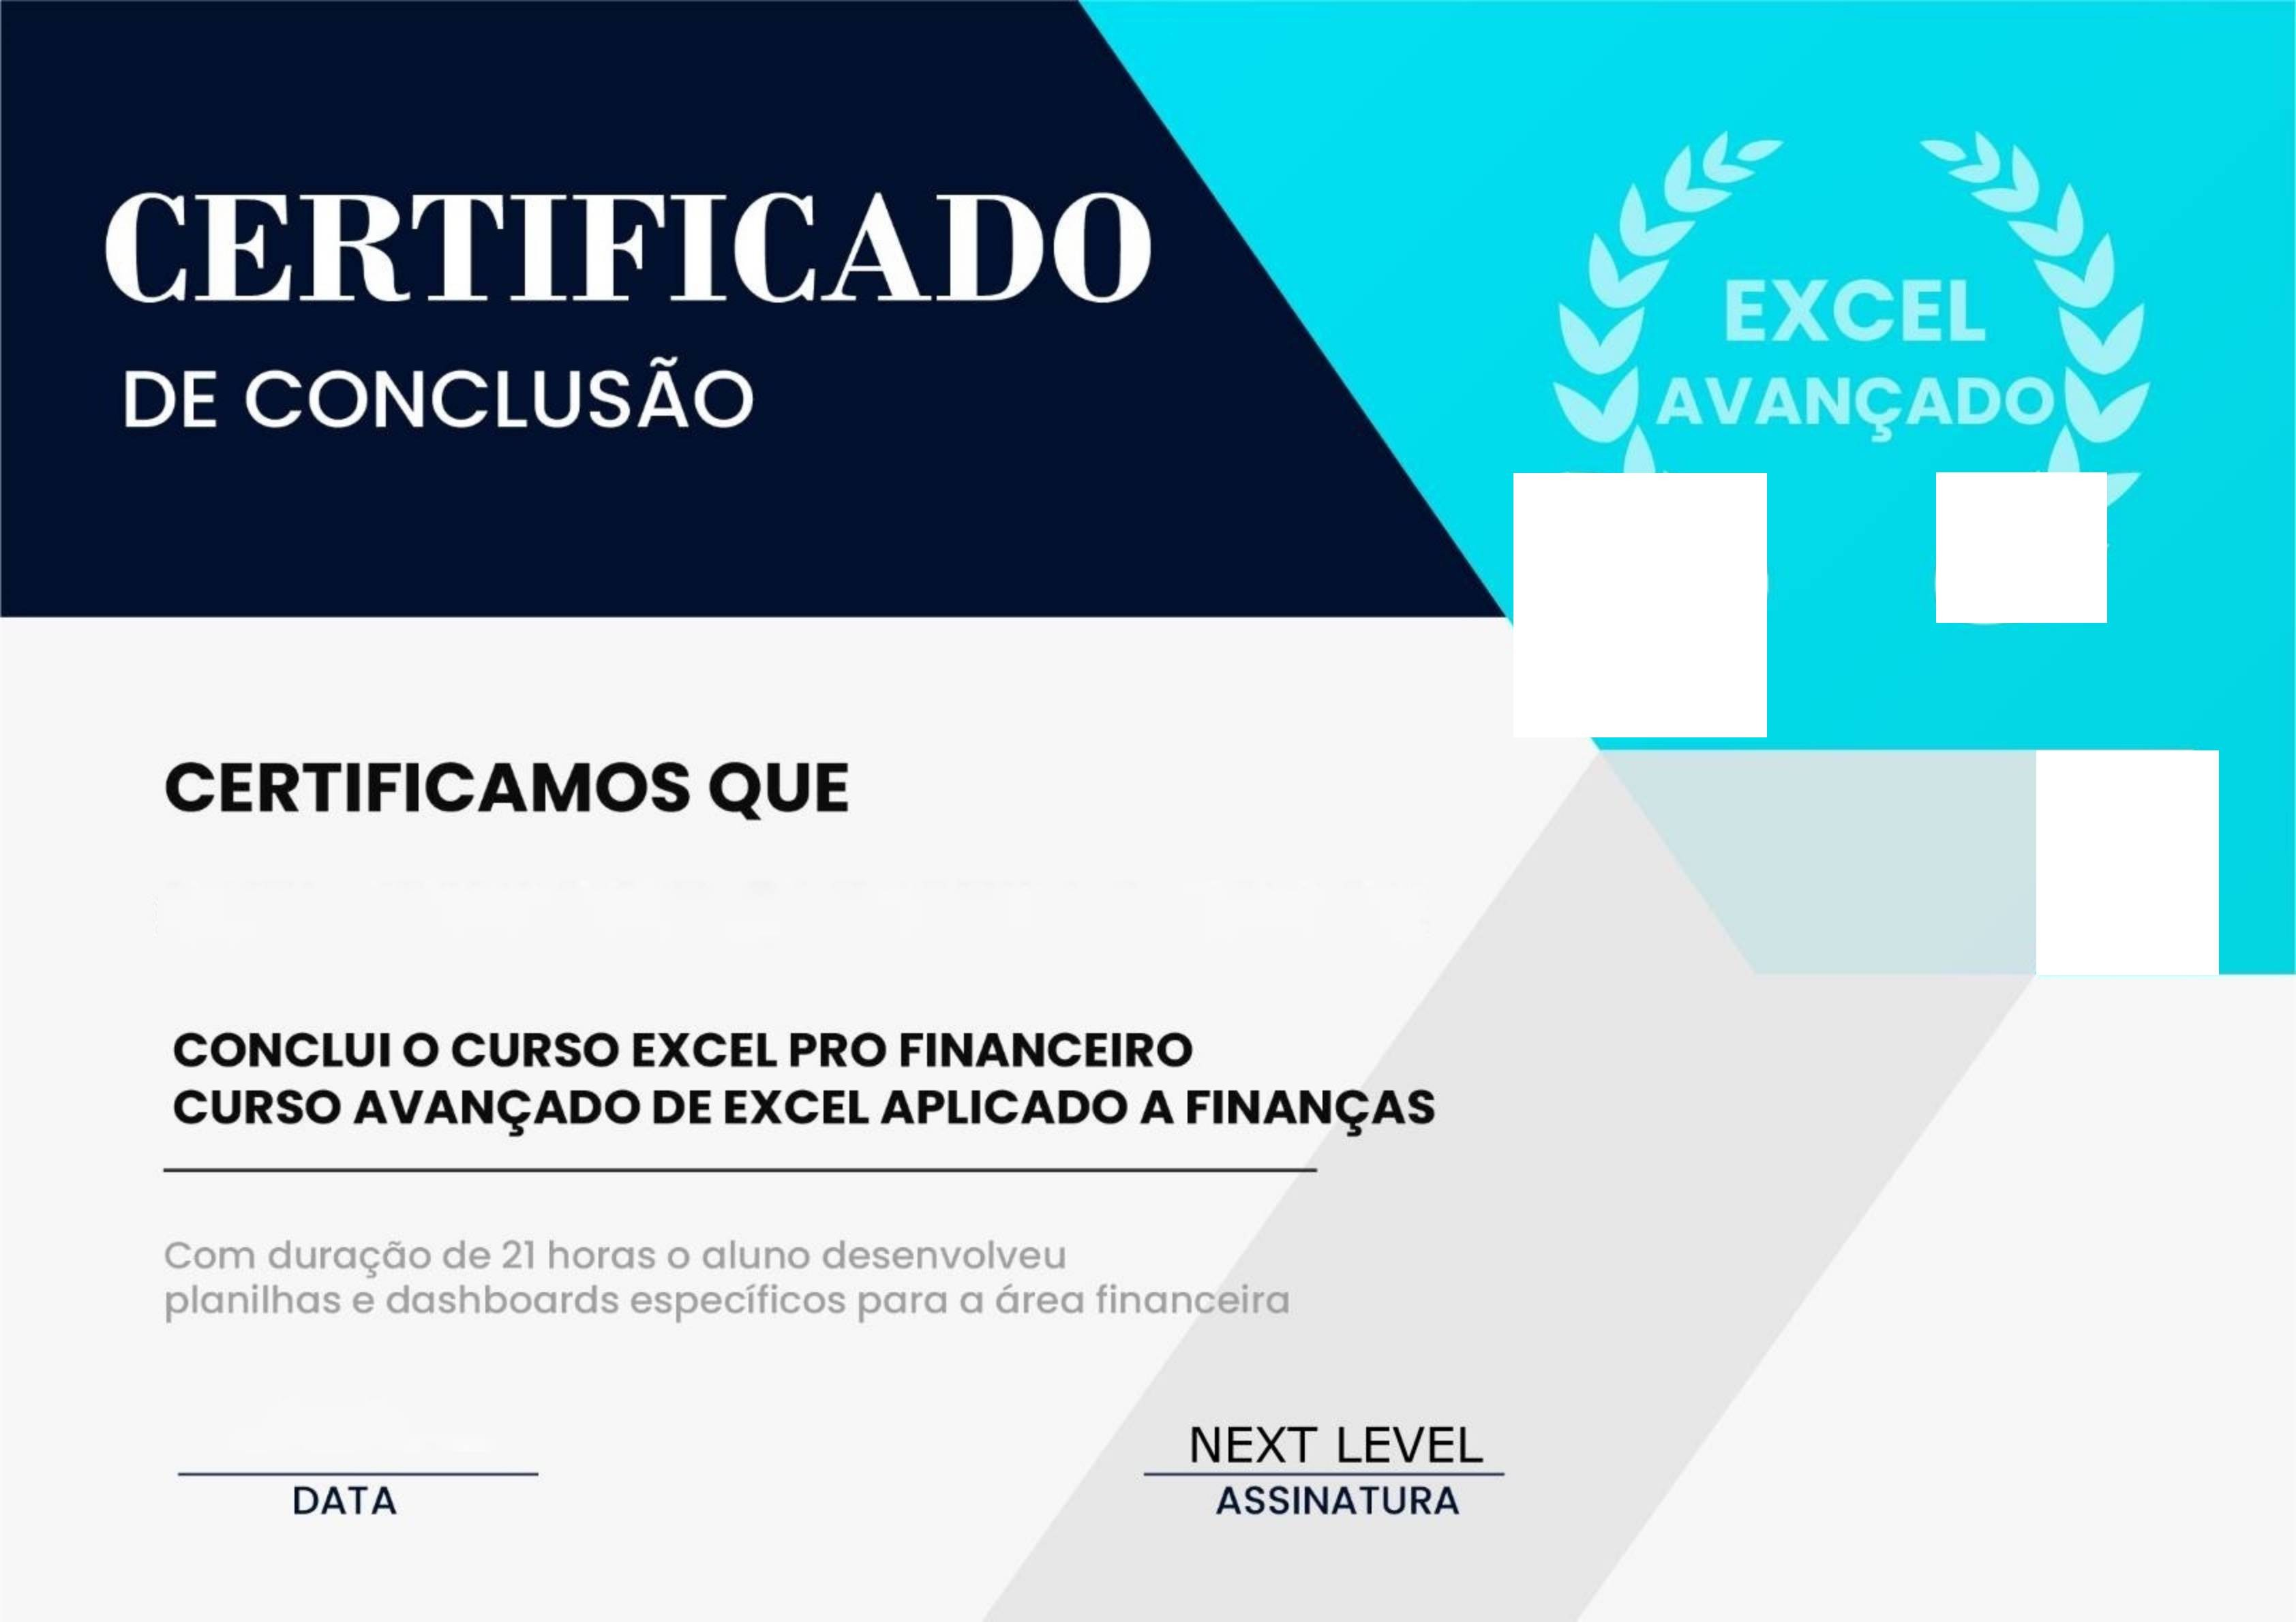 CERTIFICADO
DE CONCLUSÃO
EXCEL
AVANÇADO
CERTIFICAMOS QUE
CONCLUI O CURSO EXCEL PRO FINANCEIRO
CURSO AVANÇADO DE EXCEL APLICADO A FINANÇAS
Com duração de 21 horas o aluno desenvolveu
planilhas e dashboards específicos para a área financeira
DATA
NEXT LEVEL
ASSINATURA